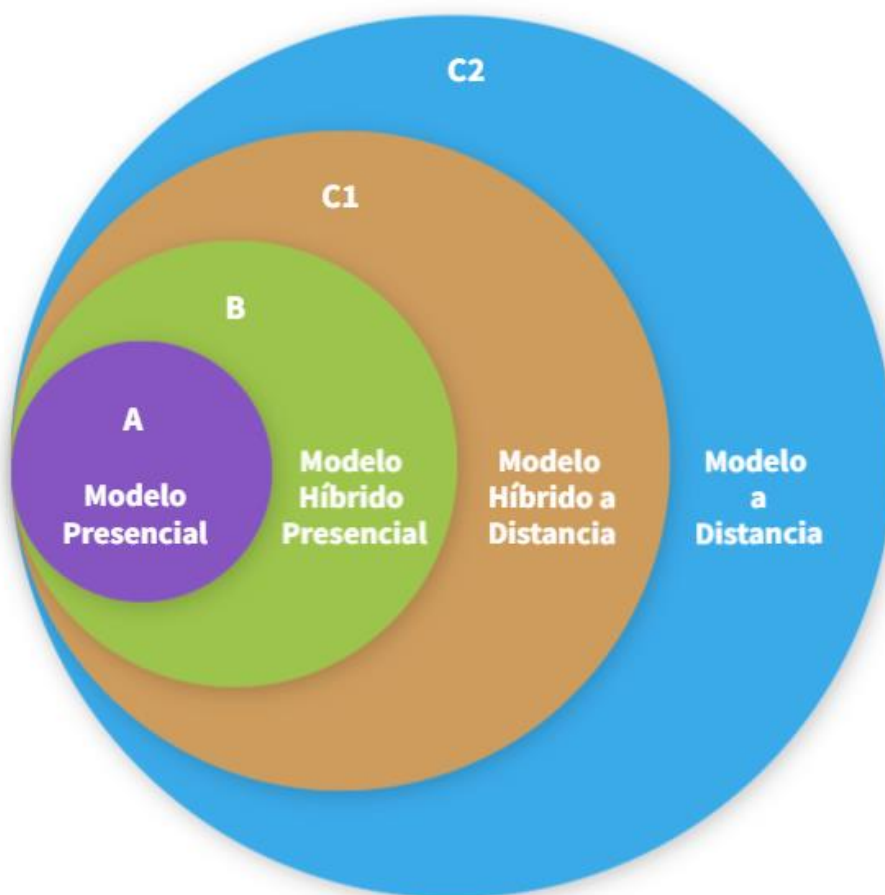 C2
C1
B
A
Modelo
Presencial
Modelo
Híbrido
Presencial
Modelo
Híbrido a
Distancia
Modelo
a
Distancia